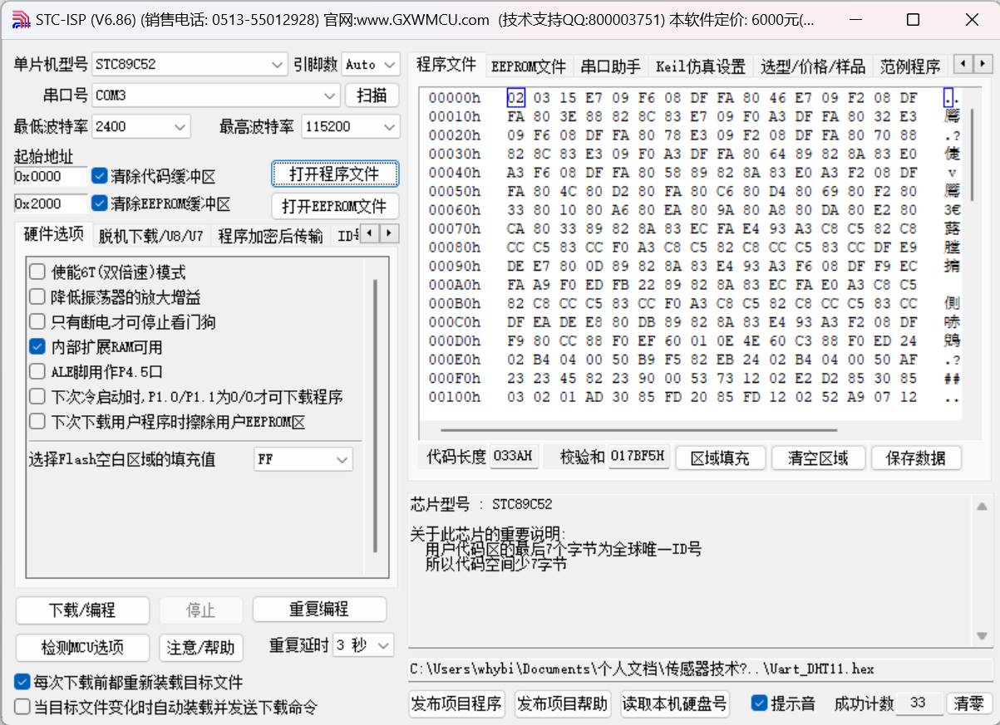 STC-ISP (V6.86) (销售电话: 0513-55012928) 官网:www.GXWMCU.com (技术支持QQ:800003751) 本软件定价: 6000元(...
单片机型号 STC89C52 引脚数 Auto
串口号 COM3 扫描
最低波特率 2400 最高波特率 115200
起始地址
0x0000 清除代码缓冲区 打开程序文件
0x2000 清除EEPROM缓冲区 打开EEPROM文件
硬件选项 脱机下载/U8/U7 程序加密后传输
使能6T(双倍速)模式
降低振荡器的放大增益
只有断电才可停止看门狗
内部扩展RAM可用
ALE脚用作P4.5口
下次冷启动时,P1.0/P1.1为0/0才可下载程序
下次下载用户程序时擦除用户EEPROM区
选择Flash空白区域的填充值 FF
下载/编程 停止 重复编程
检测MCU选项 注意/帮助 重复延时 3 秒
每次下载前都重新装载目标文件
当目标文件变化时自动装载并发送下载命令
程序文件 EEPROM文件 串口助手 Keil仿真设置 选型/价格/样品 范例程序
00000h 02 03 15 E7 09 F6 08 DF FA 80 46 E7 09 F2 08 DF ..
00010h FA 80 3E 88 82 8C 83 E7 09 F0 A3 DF FA 80 32 E3
00020h 09 F6 08 DF FA 80 78 E3 09 F2 08 DF FA 80 70 88 .?
00030h 82 8C 83 E3 09 F0 A3 DF FA 80 64 89 82 8A 83 E0
00040h A3 F6 08 DF FA 80 58 89 82 8A 83 E0 A3 F2 08 DF v
00050h FA 80 4C 80 D2 80 FA 80 C6 80 D4 80 69 80 F2 80
00060h 33 80 10 80 A6 80 EA 80 9A 80 A8 80 DA 80 E2 80 3€
00070h CA 80 33 89 82 8A 83 EC FA E4 93 A3 C8 C5 82 C8
00080h CC C5 83 CC F0 A3 C8 C5 82 C8 CC C5 83 CC DF E9
00090h DE E7 80 0D 89 82 8A 83 E4 93 A3 F6 08 DF F9 EC
000A0h FA A9 F0 ED FB 22 89 82 8A 83 EC FA E0 A3 C8 C5
000B0h 82 C8 CC C5 83 CC F0 A3 C8 C5 82 C8 CC C5 83 CC
000C0h DF EA DE E8 80 DB 89 82 8A 83 E4 93 A3 F2 08 DF
000D0h F9 80 CC 88 F0 EF 60 01 0E 4E 60 C3 88 F0 ED 24
000E0h 02 B4 04 00 50 B9 F5 82 EB 24 02 B4 04 00 50 AF .?
000F0h 23 23 45 82 23 90 00 53 73 12 02 E2 D2 85 30 85 ##
00100h 03 02 01 AD 30 85 FD 20 85 FD 12 02 52 A9 07 12 ..
代码长度 033AH 校验和 017BF5H 区域填充 清空区域 保存数据
芯片型号 : STC89C52
关于此芯片的重要说明:
用户代码区的最后7个字节为全球唯一ID号
所以代码空间少7字节
C:\Users\whybi\Documents\个人文档\传感器技术?..\Uart_DHT11.hex
发布项目程序 发布项目帮助 读取本机硬盘号 提示音 成功计数 33 清零